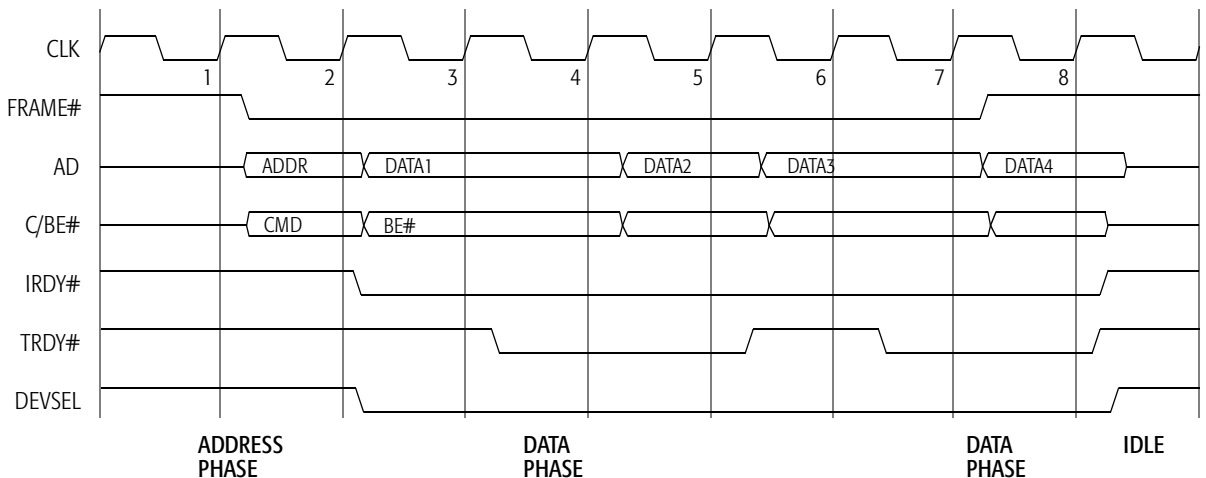 CLK
1 2 3 4 5 6 7 8
FRAME#
AD ADDR DATA1 DATA2 DATA3 DATA4
C/BE# CMD BE#
IRDY#
TRDY#
DEVSEL
ADDRESS DATA DATA IDLE
PHASE PHASE PHASE